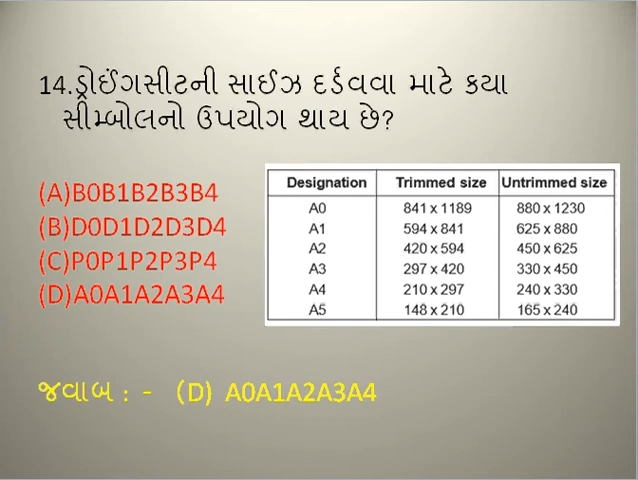 14.ડ્રોઈંગસીટની સાઈઝ દર્ડવવા માટે કયા
સીમ્બોલનો ઉપયોગ થાય છે?
(A)B0B1B2B3B4
(B)D0D1D2D3D4
(C)P0P1P2P3P4
(D)A0A1A2A3A4
Designation Trimmed size Untrimmed size
A0 841 x 1189 880 x 1230
A1 594 x 841 625 x 880
A2 420 x 594 450 x 625
A3 297 x 420 330 x 450
A4 210 x 297 240 x 330
A5 148 x 210 165 x 240
જવાબ : - (D) A0A1A2A3A4